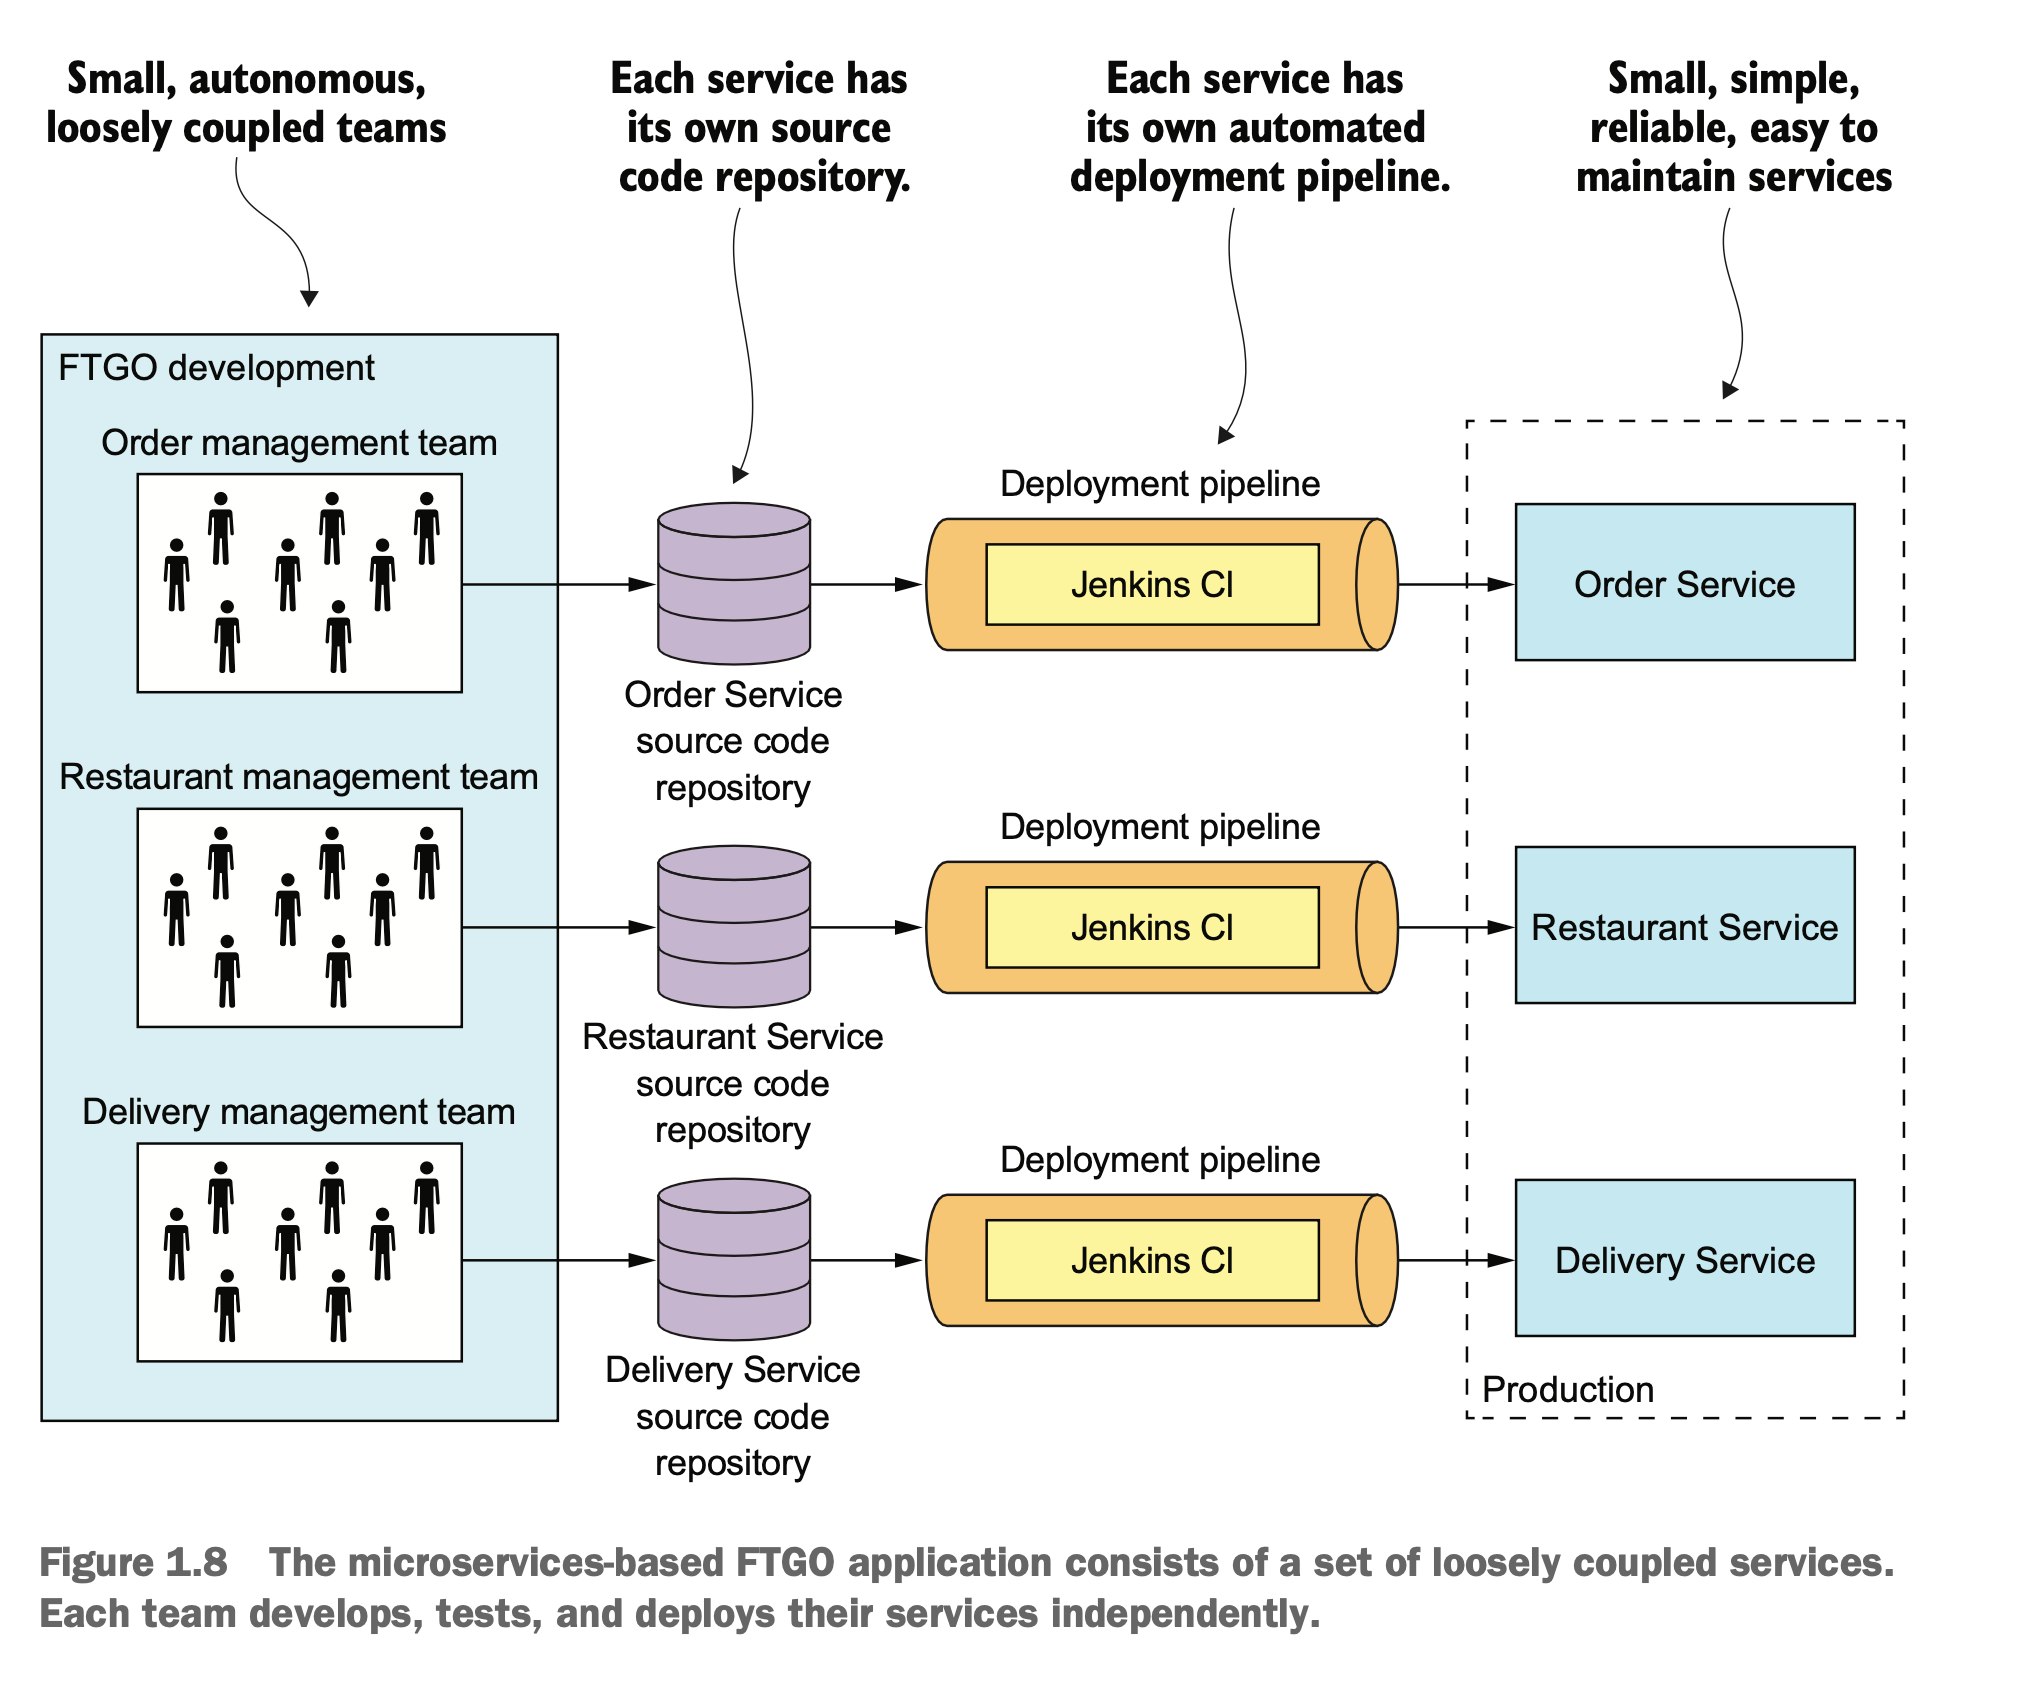 Small, autonomous,
loosely coupled teams
Each service has
its own source
code repository.
Each service has
its own automated
deployment pipeline.
Small, simple,
reliable, easy to
maintain services
FTGO development
Order management team
Order Service
source code
repository
Deployment pipeline
Jenkins CI
Order Service
Restaurant management team
Restaurant Service
source code
repository
Deployment pipeline
Jenkins CI
Restaurant Service
Delivery management team
Delivery Service
source code
repository
Deployment pipeline
Jenkins CI
Delivery Service
Production
Figure 1.8 The microservices-based FTGO application consists of a set of loosely coupled services.
Each team develops, tests, and deploys their services independently.